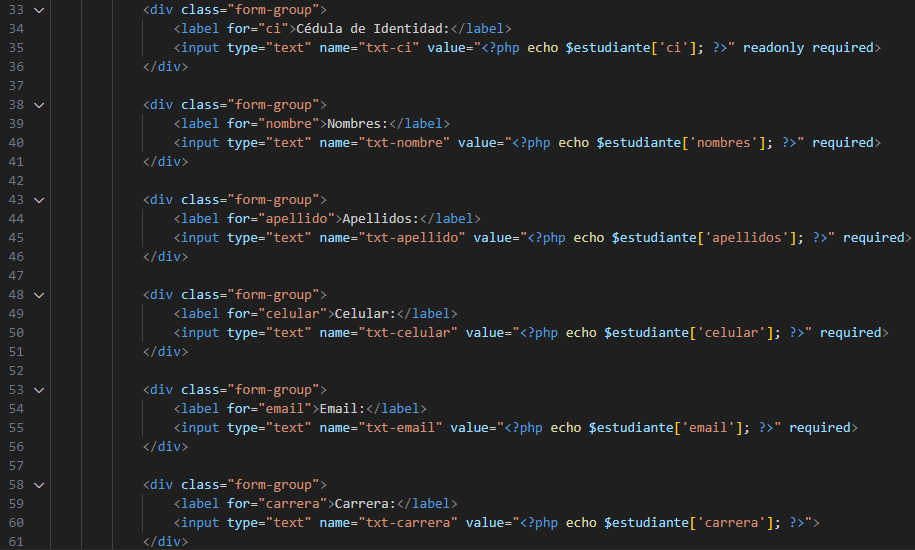 33 <div class="form-group">
34 <label for="ci">Cédula de Identidad:</label>
35 <input type="text" name="txt-ci" value="<?php echo $estudiante['ci']; ?>" readonly required>
36 </div>
37
38 <div class="form-group">
39 <label for="nombre">Nombres:</label>
40 <input type="text" name="txt-nombre" value="<?php echo $estudiante['nombres']; ?>" required>
41 </div>
42
43 <div class="form-group">
44 <label for="apellido">Apellidos:</label>
45 <input type="text" name="txt-apellido" value="<?php echo $estudiante['apellidos']; ?>" required>
46 </div>
47
48 <div class="form-group">
49 <label for="celular">Celular:</label>
50 <input type="text" name="txt-celular" value="<?php echo $estudiante['celular']; ?>" required>
51 </div>
52
53 <div class="form-group">
54 <label for="email">Email:</label>
55 <input type="text" name="txt-email" value="<?php echo $estudiante['email']; ?>" required>
56 </div>
57
58 <div class="form-group">
59 <label for="carrera">Carrera:</label>
60 <input type="text" name="txt-carrera" value="<?php echo $estudiante['carrera']; ?>">
61 </div>